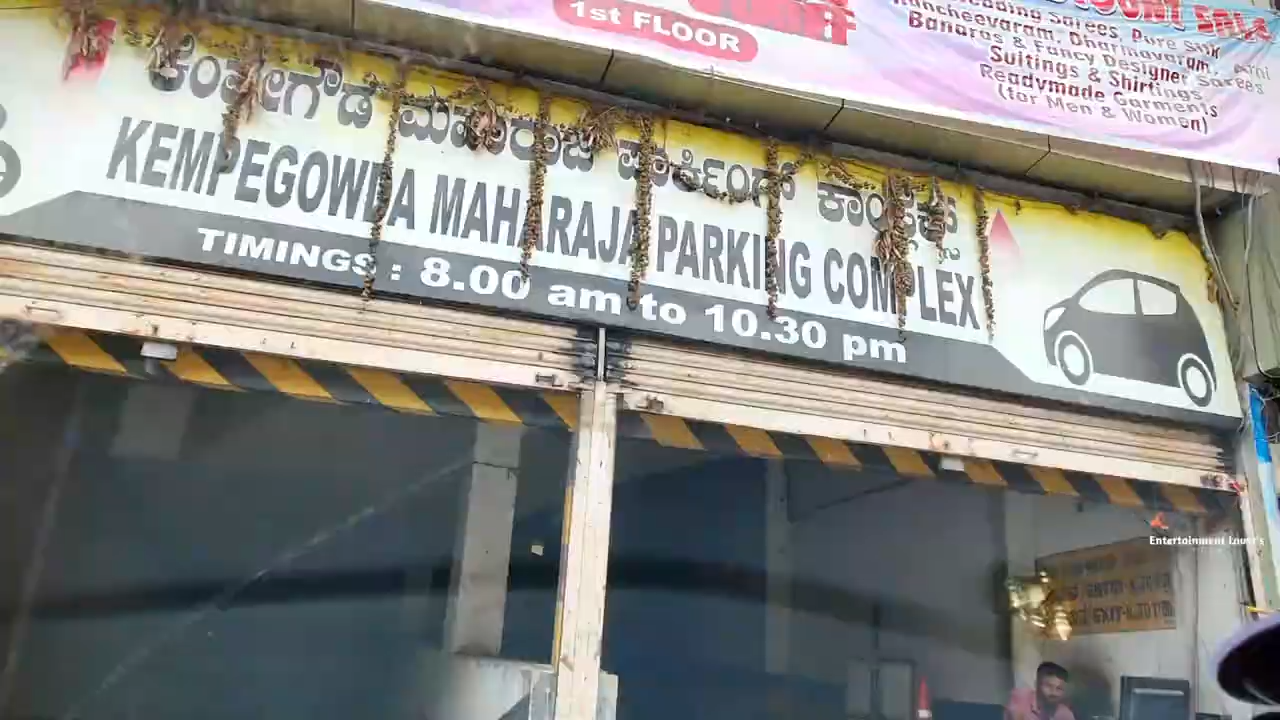 1st FLOOR
Kancheevaram, Dharmavaram,
Banaras & Fancy Designer Sarees
Suitings & Shirtings
Readymade Garments
(for Men & Women)
ಕೆಂಪೇಗೌಡ ಮಹಾರಾಜ ಪಾರ್ಕಿಂಗ್ ಕಾಂಪ್ಲೆಕ್ಸ್
KEMPEGOWDA MAHARAJA PARKING COMPLEX
TIMINGS : 8.00 am to 10.30 pm
Entertainment